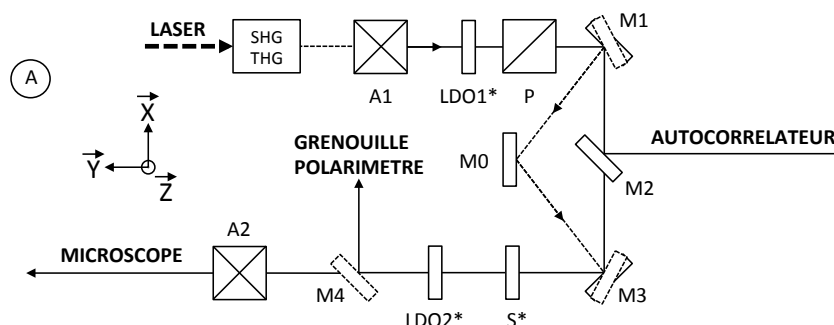 LASER
SHG
THG
M1
A
A1
LDO1*
P
X
GRENOUILLE
POLARIMETRE
M0
AUTOCORRELATEUR
Y
Z
M2
A2
MICROSCOPE
M4
M3
LDO2*
S*